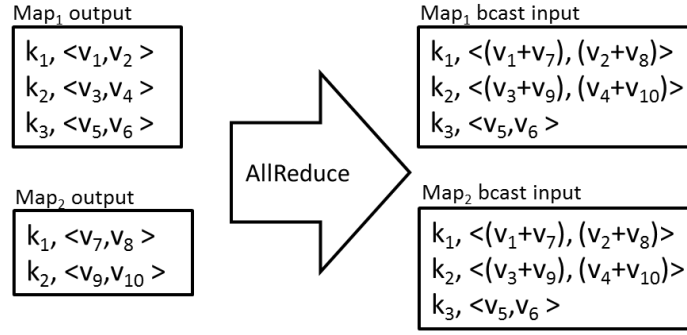 Map₁ output
k₁, <v₁,v₂ >
k₂, <v₃,v₄ >
k₃, <v₅,v₆ >
Map₂ output
k₁, <v₇,v₈ >
k₂, <v₉,v₁₀ >
AllReduce
Map₁ bcast input
k₁, <(v₁+v₇), (v₂+v₈)>
k₂, <(v₃+v₉), (v₄+v₁₀)>
k₃, <v₅,v₆ >
Map₂ bcast input
k₁, <(v₁+v₇), (v₂+v₈)>
k₂, <(v₃+v₉), (v₄+v₁₀)>
k₃, <v₅,v₆ >